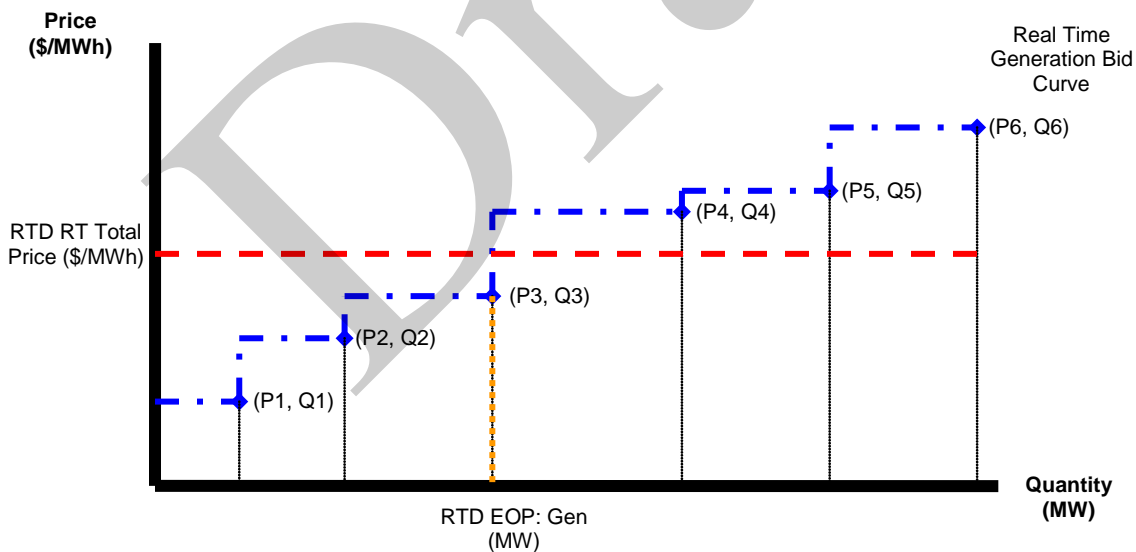 Price
($/MWh)
Real Time
Generation Bid
Curve
(P6, Q6)
(P5, Q5)
(P4, Q4)
RTD RT Total
Price ($/MWh)
(P3, Q3)
(P2, Q2)
(P1, Q1)
Quantity
(MW)
RTD EOP: Gen
(MW)